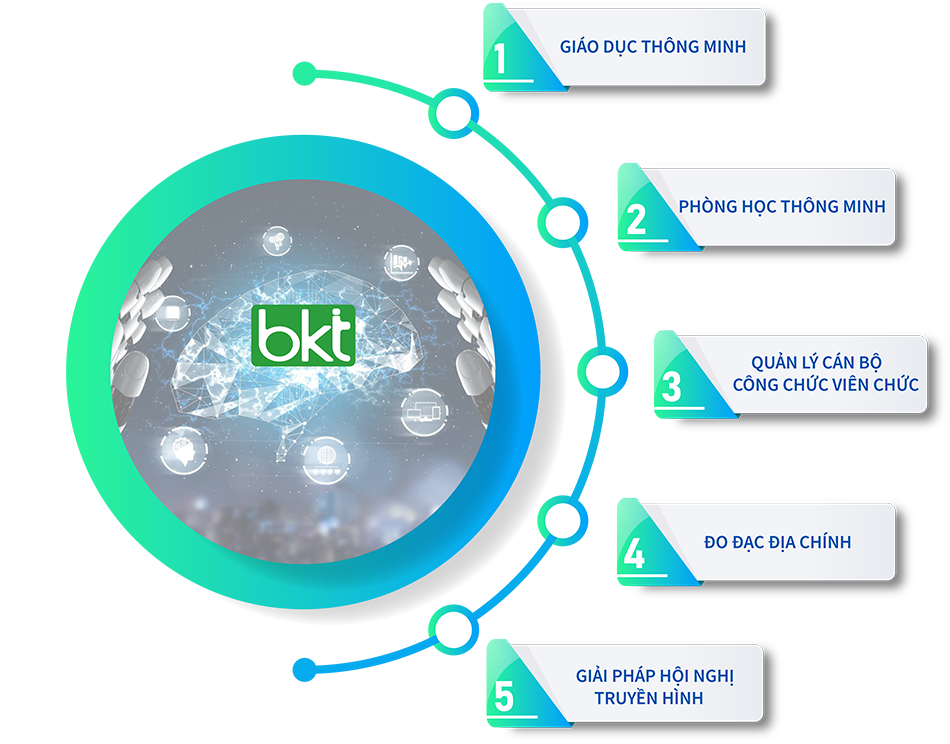 1
GIÁO DỤC THÔNG MINH
2
PHÒNG HỌC THÔNG MINH
bkt
3
QUẢN LÝ CÁN BỘ
CÔNG CHỨC VIÊN CHỨC
4
ĐO ĐẠC ĐỊA CHÍNH
5
GIẢI PHÁP HỘI NGHỊ
TRUYỀN HÌNH